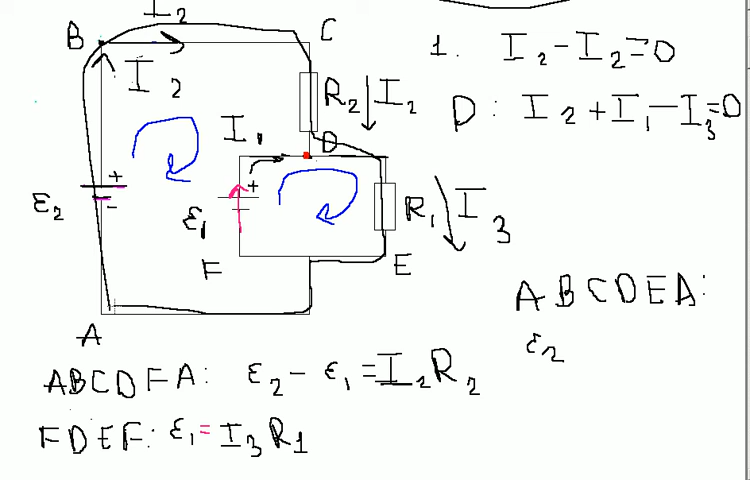 I2
B
C
1. I2 - I2 = 0
I2
R2
I2
D: I2 + I1 - I3 = 0
I1
D
+
+
ε2
-
ε1
R1
I3
F
E
A B C D E A:
ε2
A
ABCDFA: ε2 - ε1 = I2R2
FDEF: ε1 = I3R1